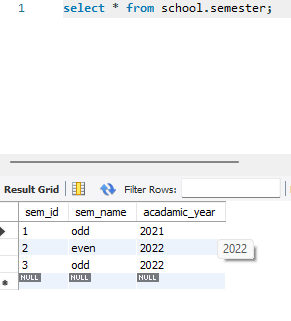 1 select * from school.semester;
Result Grid Filter Rows:
sem_id sem_name acadamic_year
1 odd 2021
2 even 2022 2022
3 odd 2022
NULL NULL NULL